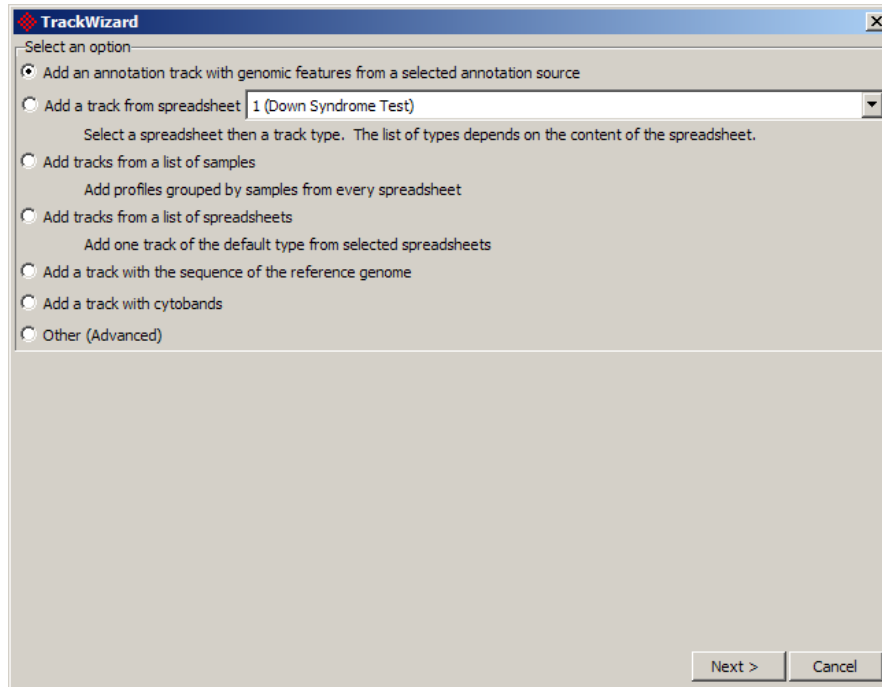 TrackWizard
Select an option
Add an annotation track with genomic features from a selected annotation source
Add a track from spreadsheet 1 (Down Syndrome Test)
Select a spreadsheet then a track type. The list of types depends on the content of the spreadsheet.
Add tracks from a list of samples
Add profiles grouped by samples from every spreadsheet
Add tracks from a list of spreadsheets
Add one track of the default type from selected spreadsheets
Add a track with the sequence of the reference genome
Add a track with cytobands
Other (Advanced)
Next > Cancel